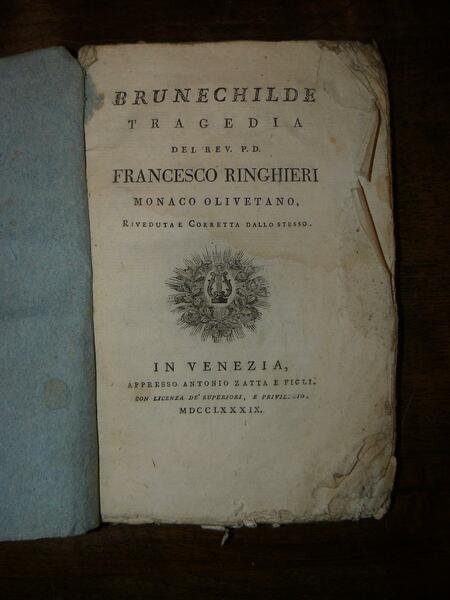 BRUNECHILDE
TRAGEDIA
DEL REV. P.D.
FRANCESCO RINGHIERI
MONACO OLIVETANO,
RIVEDUTA E CORRETTA DALLO STESSO.
IN VENEZIA,
APPRESSO ANTONIO ZATTA E FIGLI.
CON LICENZA DE' SUPERIORI, E PRIVILEGIO.
MDCCLXXXIX.